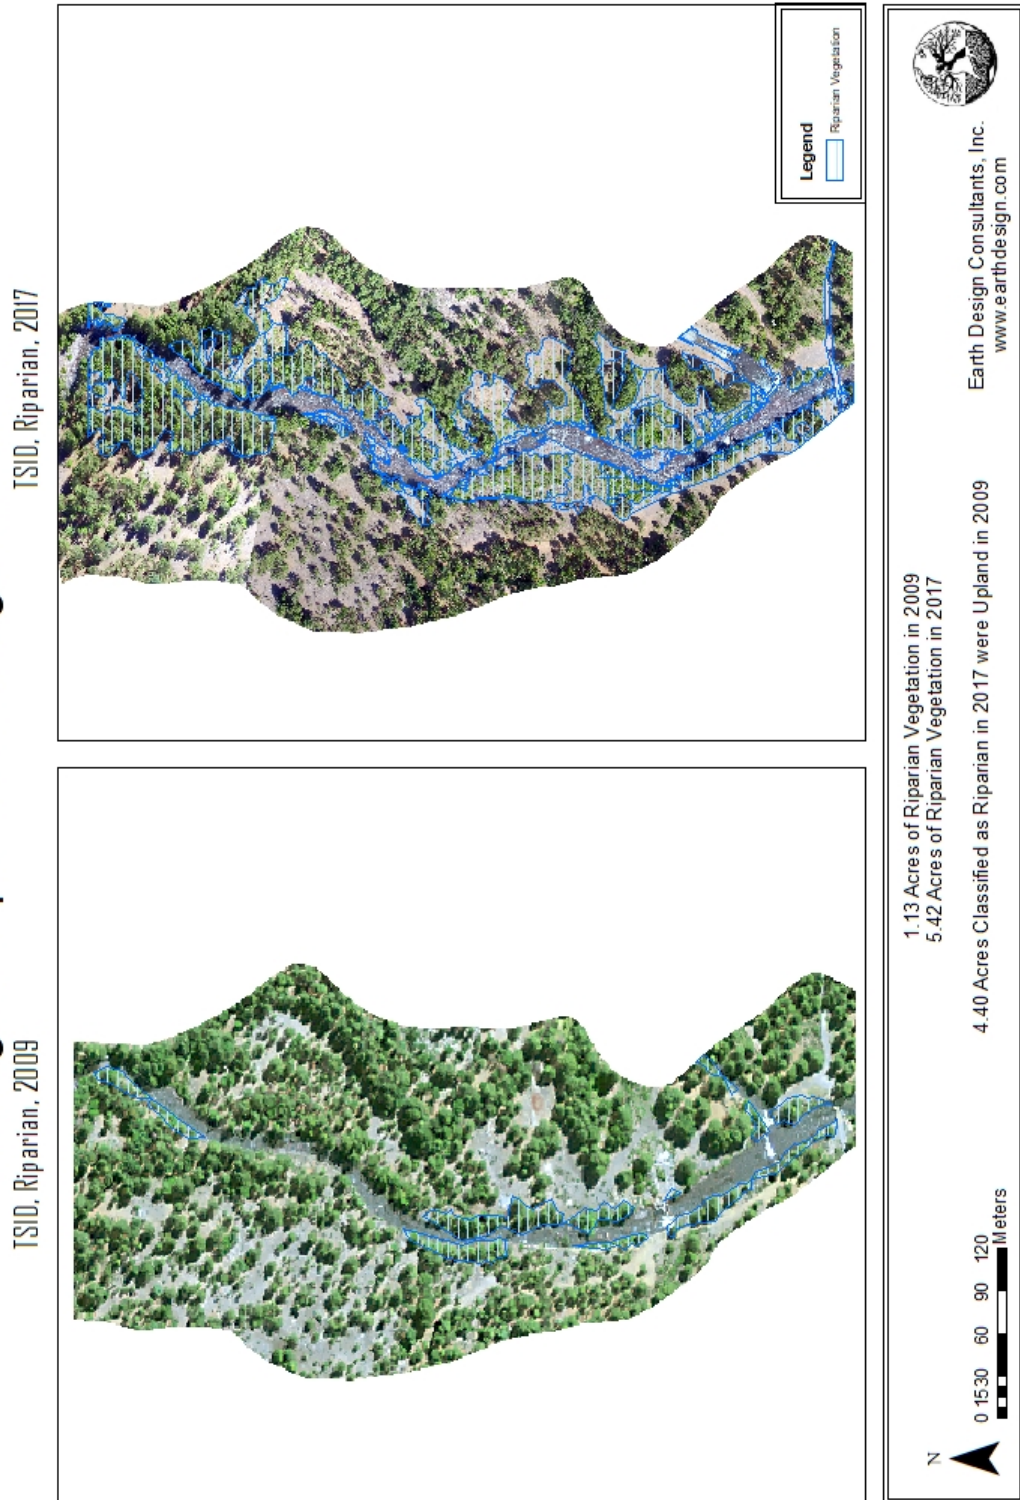 TSID, Riparian, 2009
TSID, Riparian, 2017
Legend
Riparian Vegetation
N
0 15 30 60 90 120
Meters
1.13 Acres of Riparian Vegetation in 2009
5.42 Acres of Riparian Vegetation in 2017
4.40 Acres Classified as Riparian in 2017 were Upland in 2009
Earth Design Consultants, Inc.
www.earthdesign.com